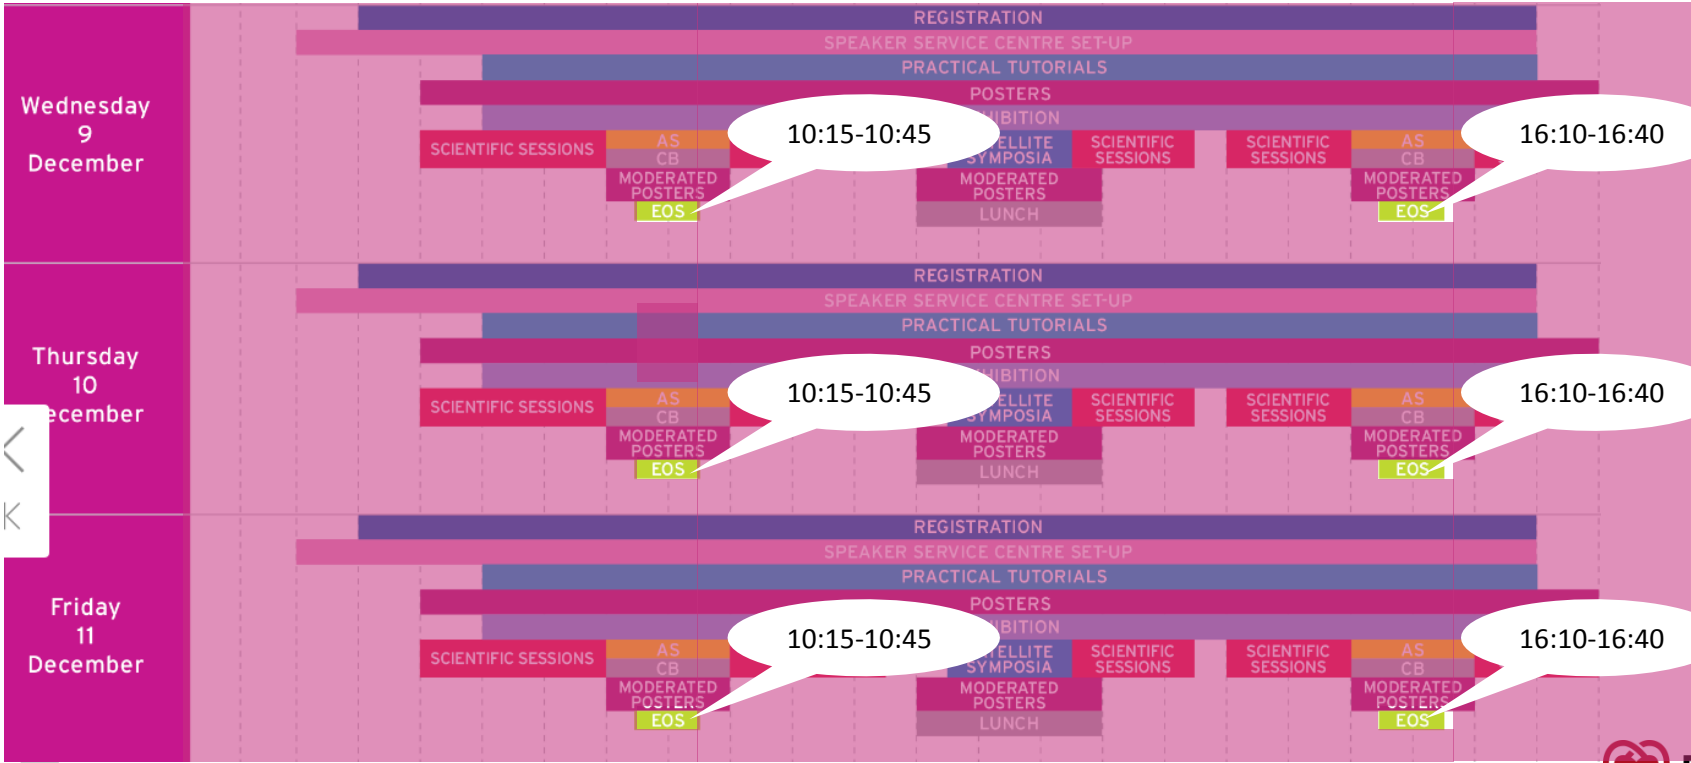 REGISTRATION
SPEAKER SERVICE CENTRE SET-UP
PRACTICAL TUTORIALS
POSTERS
Wednesday
9
December
IBITION
10:15-10:45
16:10-16:40
SCIENTIFIC SESSIONS
AS
CB
ELLITE
SYMPOSIA
SCIENTIFIC
SESSIONS
SCIENTIFIC
SESSIONS
AS
CB
MODERATED
POSTERS
MODERATED
POSTERS
MODERATED
POSTERS
EOS
LUNCH
EOS
REGISTRATION
SPEAKER SERVICE CENTRE SET-UP
PRACTICAL TUTORIALS
POSTERS
Thursday
10
ecember
HIBITION
10:15-10:45
16:10-16:40
SCIENTIFIC SESSIONS
AS
CB
ELLITE
SYMPOSIA
SCIENTIFIC
SESSIONS
SCIENTIFIC
SESSIONS
AS
CB
MODERATED
POSTERS
MODERATED
POSTERS
MODERATED
POSTERS
EOS
LUNCH
EOS
REGISTRATION
SPEAKER SERVICE CENTRE SET-UP
PRACTICAL TUTORIALS
POSTERS
Friday
11
December
IBITION
10:15-10:45
16:10-16:40
SCIENTIFIC SESSIONS
AS
CB
TELLITE
SYMPOSIA
SCIENTIFIC
SESSIONS
SCIENTIFIC
SESSIONS
AS
CB
MODERATED
POSTERS
MODERATED
POSTERS
MODERATED
POSTERS
EOS
LUNCH
EOS